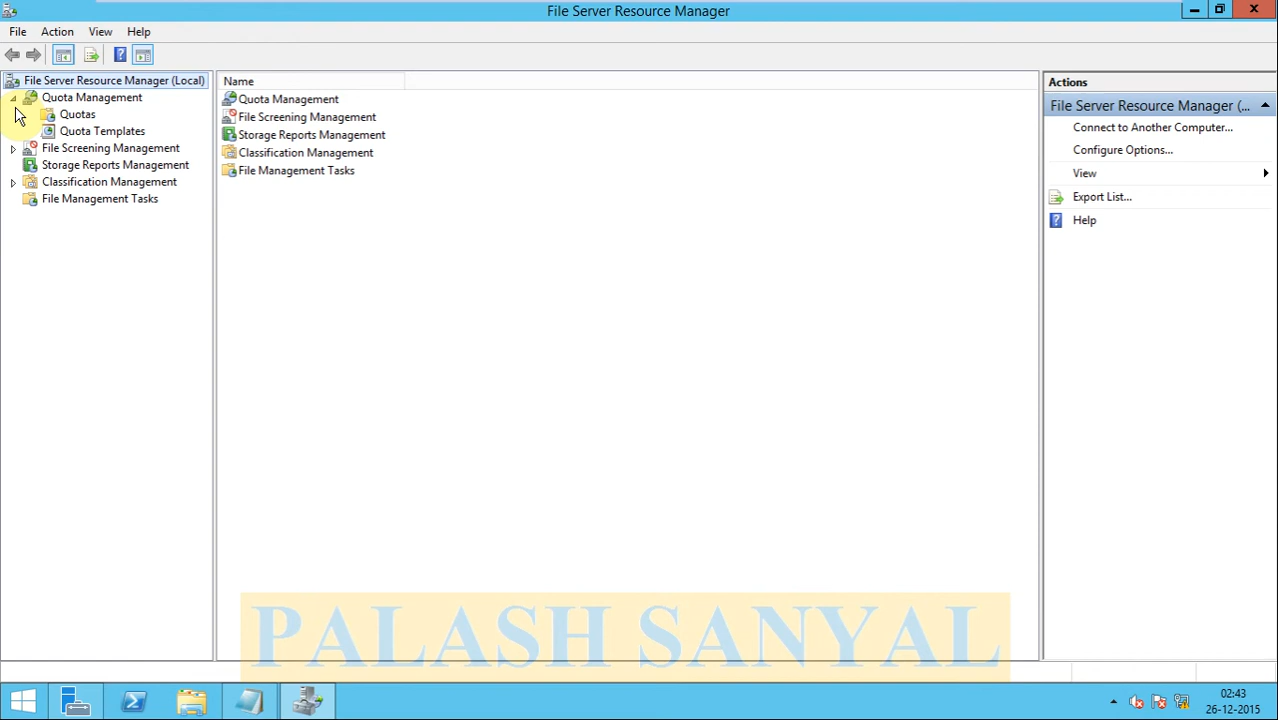 File Server Resource Manager
File Action View Help
File Server Resource Manager (Local)
Quota Management
Quotas
Quota Templates
File Screening Management
Storage Reports Management
Classification Management
File Management Tasks
Name
Quota Management
File Screening Management
Storage Reports Management
Classification Management
File Management Tasks
Actions
File Server Resource Manager (...
Connect to Another Computer...
Configure Options...
View
Export List...
Help
PALASH SANYAL
02:43
26-12-2015